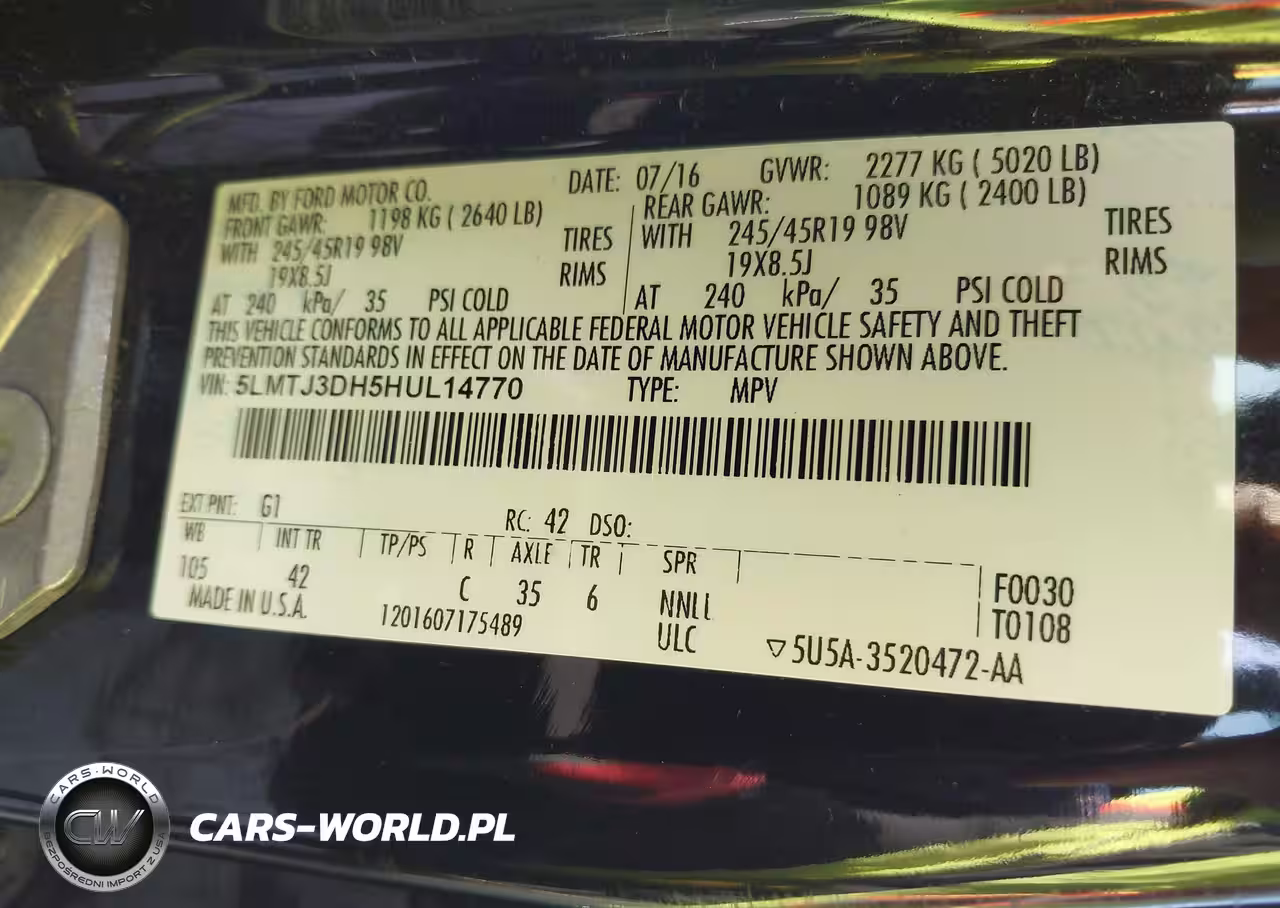 MFD. BY FORD MOTOR CO. DATE: 07/16 GVWR: 2277 KG ( 5020 LB)
FRONT GAWR: 1198 KG ( 2640 LB) REAR GAWR: 1089 KG ( 2400 LB)
WITH 245/45R19 98V TIRES WITH 245/45R19 98V TIRES
19X8.5J RIMS 19X8.5J RIMS
AT 240 kPa/ 35 PSI COLD AT 240 kPa/ 35 PSI COLD
THIS VEHICLE CONFORMS TO ALL APPLICABLE FEDERAL MOTOR VEHICLE SAFETY AND THEFT
PREVENTION STANDARDS IN EFFECT ON THE DATE OF MANUFACTURE SHOWN ABOVE.
VIN: 5LMTJ3DH5HUL14770 TYPE: MPV
EXT PNT: G1 RC: 42 DSO:
WB INT TR TP/PS R AXLE TR SPR
105 42 C 35 6 NNLL F0030
MADE IN U.S.A. 1201607175489 ULC T0108
5U5A-3520472-AA
CARS-WORLD
CW
BEZPOŚREDNI IMPORT Z USA
CARS-WORLD.PL